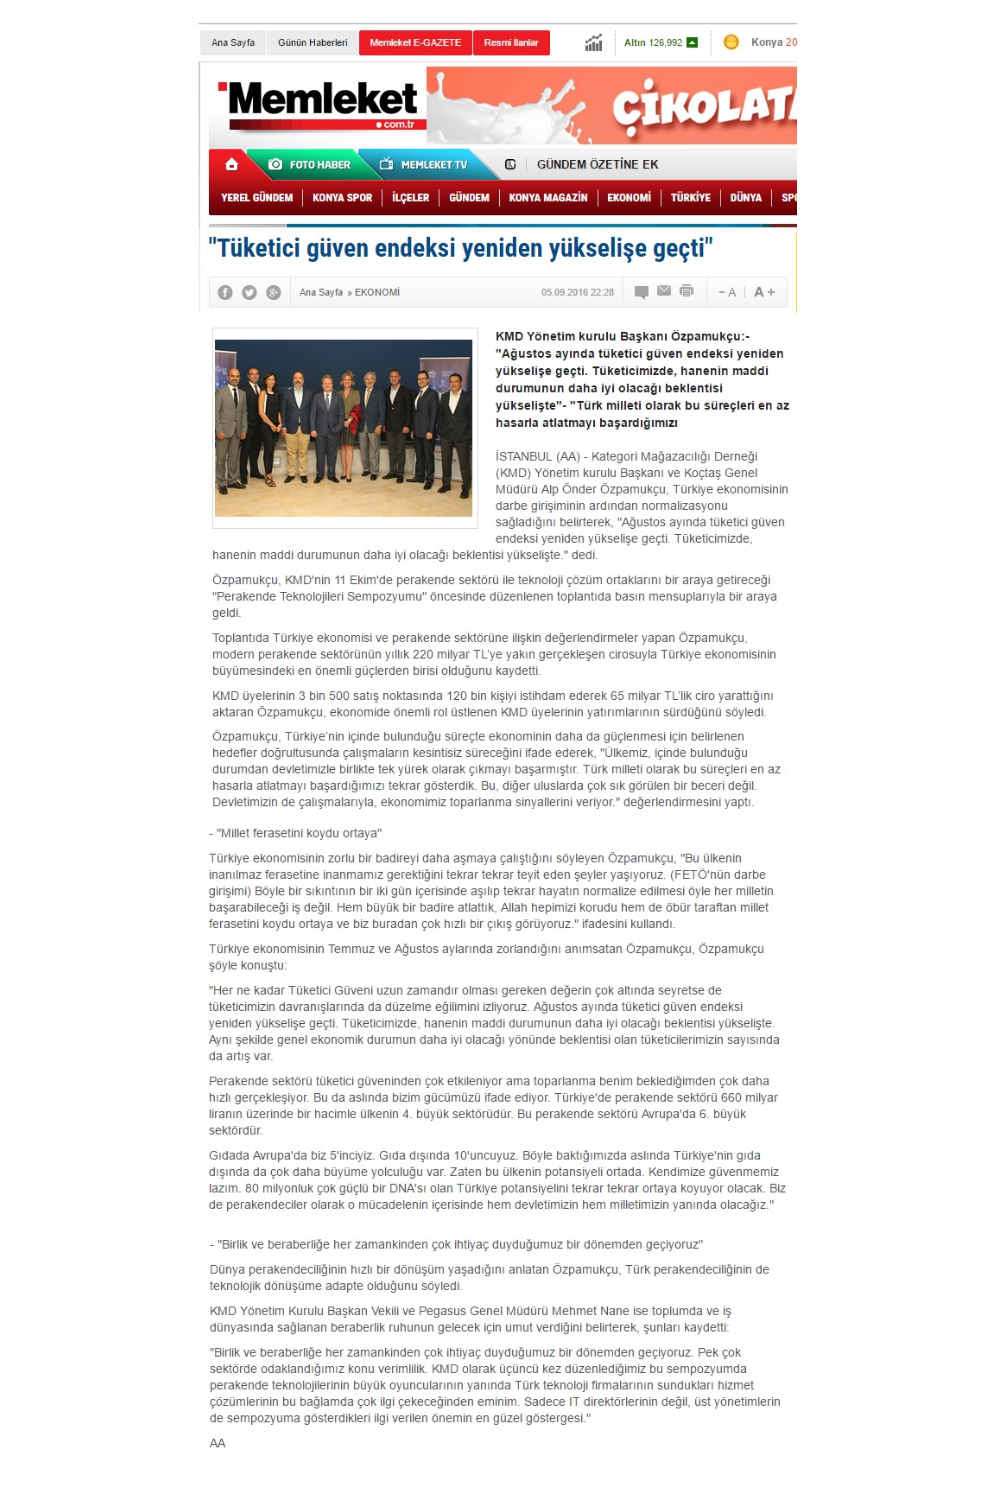 Ana Sayfa Günün Haberleri Memleket E-GAZETE Resmi İlanlar Altın 126,992 Konya 20
Memleket
.com.tr
ÇİKOLATA
FOTO HABER MEMLEKET TV GÜNDEM ÖZETİNE EK
YEREL GÜNDEM KONYA SPOR İLÇELER GÜNDEM KONYA MAGAZİN EKONOMİ TÜRKİYE DÜNYA SPO
"Tüketici güven endeksi yeniden yükselişe geçti"
Ana Sayfa » EKONOMİ 05.09.2016 22:28 - A | A +
KMD Yönetim kurulu Başkanı Özpamukçu:-
"Ağustos ayında tüketici güven endeksi yeniden
yükselişe geçti. Tüketicimizde, hanenin maddi
durumunun daha iyi olacağı beklentisi
yükselişte"- "Türk milleti olarak bu süreçleri en az
hasarla atlatmayı başardığımızı
İSTANBUL (AA) - Kategori Mağazacılığı Derneği
(KMD) Yönetim kurulu Başkanı ve Koçtaş Genel
Müdürü Alp Önder Özpamukçu, Türkiye ekonomisinin
darbe girişiminin ardından normalizasyonu
sağladığını belirterek, "Ağustos ayında tüketici güven
endeksi yeniden yükselişe geçti. Tüketicimizde,
hanenin maddi durumunun daha iyi olacağı beklentisi yükselişte." dedi.
Özpamukçu, KMD'nin 11 Ekim'de perakende sektörü ile teknoloji çözüm ortaklarını bir araya getireceği
"Perakende Teknolojileri Sempozyumu" öncesinde düzenlenen toplantıda basın mensuplarıyla bir araya
geldi.
Toplantıda Türkiye ekonomisi ve perakende sektörüne ilişkin değerlendirmeler yapan Özpamukçu,
modern perakende sektörünün yıllık 220 milyar TL'ye yakın gerçekleşen cirosuyla Türkiye ekonomisinin
büyümesindeki en önemli güçlerden birisi olduğunu kaydetti.
KMD üyelerinin 3 bin 500 satış noktasında 120 bin kişiyi istihdam ederek 65 milyar TL'lik ciro yarattığını
aktaran Özpamukçu, ekonomide önemli rol üstlenen KMD üyelerinin yatırımlarının sürdüğünü söyledi.
Özpamukçu, Türkiye'nin içinde bulunduğu süreçte ekonominin daha da güçlenmesi için belirlenen
hedefler doğrultusunda çalışmaların kesintisiz süreceğini ifade ederek, "Ülkemiz, içinde bulunduğu
durumdan devletimizle birlikte tek yürek olarak çıkmayı başarmıştır. Türk milleti olarak bu süreçleri en az
hasarla atlatmayı başardığımızı tekrar gösterdik. Bu, diğer uluslarda çok sık görülen bir beceri değil.
Devletimizin de çalışmalarıyla, ekonomimiz toparlanma sinyallerini veriyor." değerlendirmesini yaptı.
- "Millet ferasetini koydu ortaya"
Türkiye ekonomisinin zorlu bir badireyi daha aşmaya çalıştığını söyleyen Özpamukçu, "Bu ülkenin
inanılmaz ferasetine inanmamız gerektiğini tekrar tekrar teyit eden şeyler yaşıyoruz. (FETÖ'nün darbe
girişimi) Böyle bir sıkıntının bir iki gün içerisinde aşılıp tekrar hayatın normalize edilmesi öyle her milletin
başarabileceği iş değil. Hem büyük bir badire atlattık, Allah hepimizi korudu hem de öbür taraftan millet
ferasetini koydu ortaya ve biz buradan çok hızlı bir çıkış görüyoruz." ifadesini kullandı.
Türkiye ekonomisinin Temmuz ve Ağustos aylarında zorlandığını anımsatan Özpamukçu, Özpamukçu
şöyle konuştu:
"Her ne kadar Tüketici Güveni uzun zamandır olması gereken değerin çok altında seyretse de
tüketicimizin davranışlarında da düzelme eğilimini izliyoruz. Ağustos ayında tüketici güven endeksi
yeniden yükselişe geçti. Tüketicimizde, hanenin maddi durumunun daha iyi olacağı beklentisi yükselişte.
Aynı şekilde genel ekonomik durumun daha iyi olacağı yönünde beklentisi olan tüketicilerimizin sayısında
da artış var.
Perakende sektörü tüketici güveninden çok etkileniyor ama toparlanma benim beklediğimden çok daha
hızlı gerçekleşiyor. Bu da aslında bizim gücümüzü ifade ediyor. Türkiye'de perakende sektörü 660 milyar
liranın üzerinde bir hacimle ülkenin 4. büyük sektörüdür. Bu perakende sektörü Avrupa'da 6. büyük
sektördür.
Gıdada Avrupa'da biz 5'inciyiz. Gıda dışında 10'uncuyuz. Böyle baktığımızda aslında Türkiye'nin gıda
dışında da çok daha büyüme yolculuğu var. Zaten bu ülkenin potansiyeli ortada. Kendimize güvenmemiz
lazım. 80 milyonluk çok güçlü bir DNA'sı olan Türkiye potansiyelini tekrar tekrar ortaya koyuyor olacak. Biz
de perakendeciler olarak o mücadelenin içerisinde hem devletimizin hem milletimizin yanında olacağız."
- "Birlik ve beraberliğe her zamankinden çok ihtiyaç duyduğumuz bir dönemden geçiyoruz"
Dünya perakendeciliğinin hızlı bir dönüşüm yaşadığını anlatan Özpamukçu, Türk perakendeciliğinin de
teknolojik dönüşüme adapte olduğunu söyledi.
KMD Yönetim Kurulu Başkan Vekili ve Pegasus Genel Müdürü Mehmet Nane ise toplumda ve iş
dünyasında sağlanan beraberlik ruhunun gelecek için umut verdiğini belirterek, şunları kaydetti:
"Birlik ve beraberliğe her zamankinden çok ihtiyaç duyduğumuz bir dönemden geçiyoruz. Pek çok
sektörde odaklandığımız konu verimlilik. KMD olarak üçüncü kez düzenlediğimiz bu sempozyumda
perakende teknolojilerinin büyük oyuncularının yanında Türk teknoloji firmalarının sundukları hizmet
çözümlerinin bu bağlamda çok ilgi çekeceğinden eminim. Sadece IT direktörlerinin değil, üst yönetimlerin
de sempozyuma gösterdikleri ilgi verilen önemin en güzel göstergesi."
AA